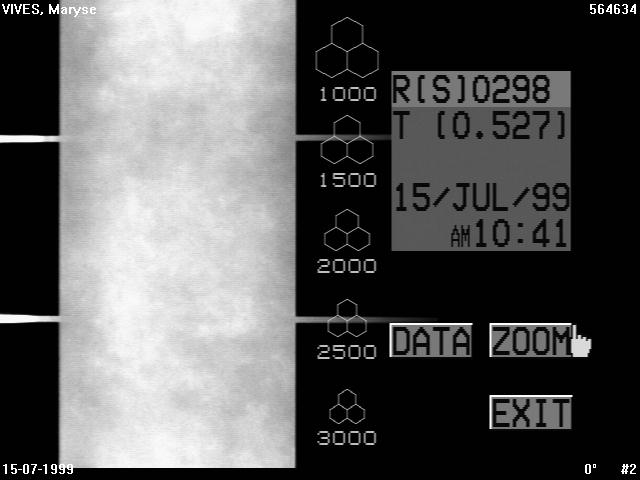 VIVES, Maryse
564634
1000
R[S]0298
T [0.527]
1500
15/JUL/99
AM10:41
2000
2500
DATA
ZOOM
EXIT
3000
15-07-1999
0°
#2